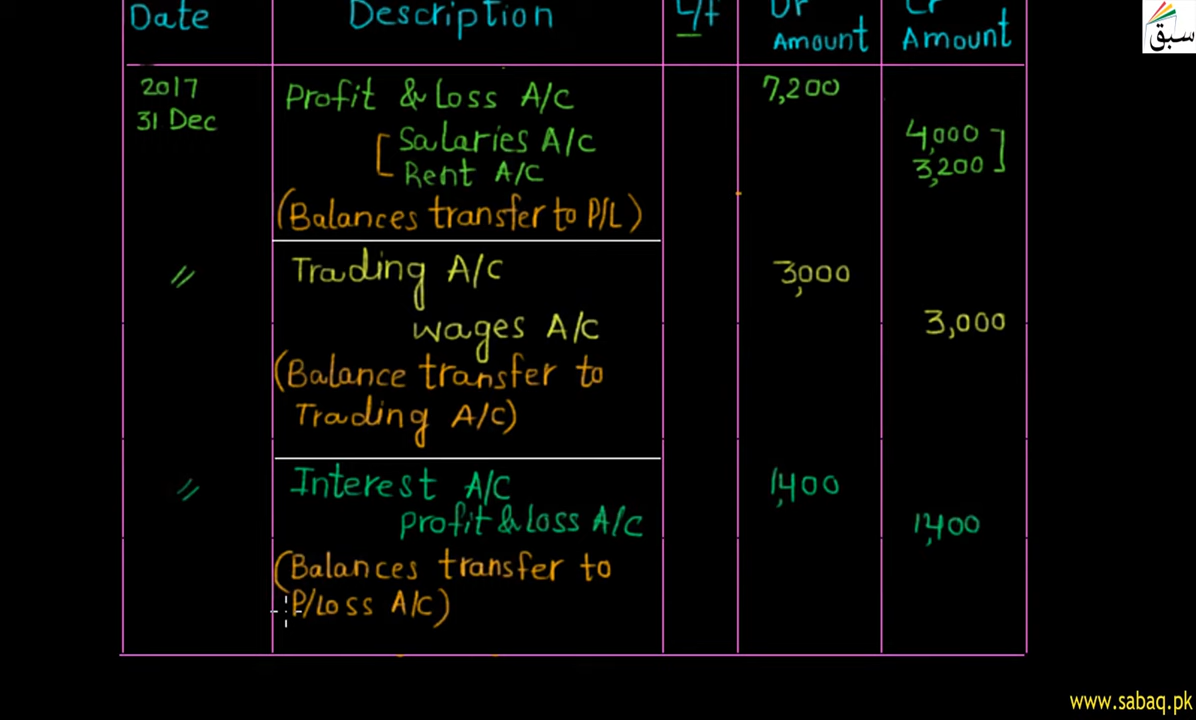 Date Description L/f Dr Amount Cr Amount
2017 Profit & Loss A/C 7,200
31 Dec Salaries A/C 4,000
Rent A/C 3,200
(Balances transfer to P/L)
〃 Trading A/C 3,000
wages A/C 3,000
(Balance transfer to
Trading A/C)
〃 Interest A/C 1,400
Profit & Loss A/C 1,400
(Balances transfer to
P/Loss A/C)
سبق
www.sabaq.pk